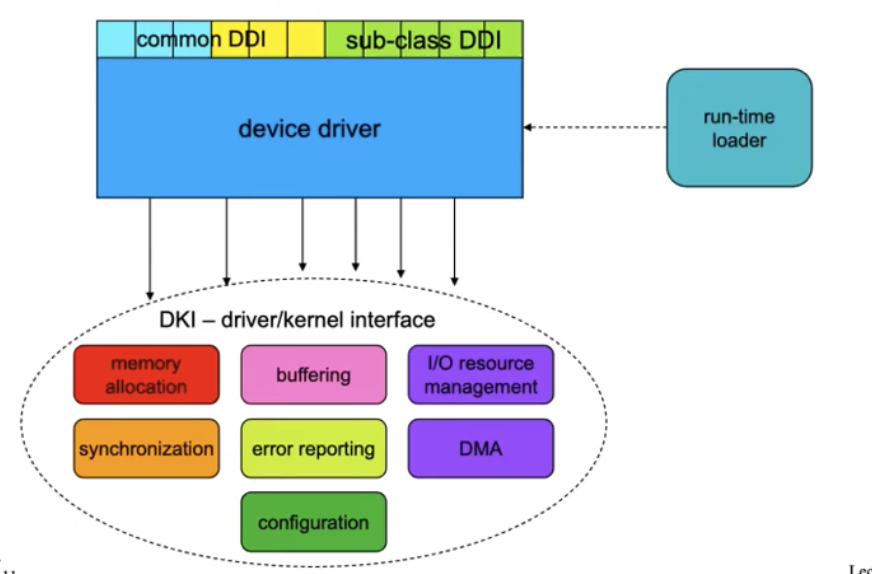 common DDI
sub-class DDI
device driver
run-time
loader
DKI – driver/kernel interface
memory
allocation
buffering
I/O resource
management
synchronization
error reporting
DMA
configuration